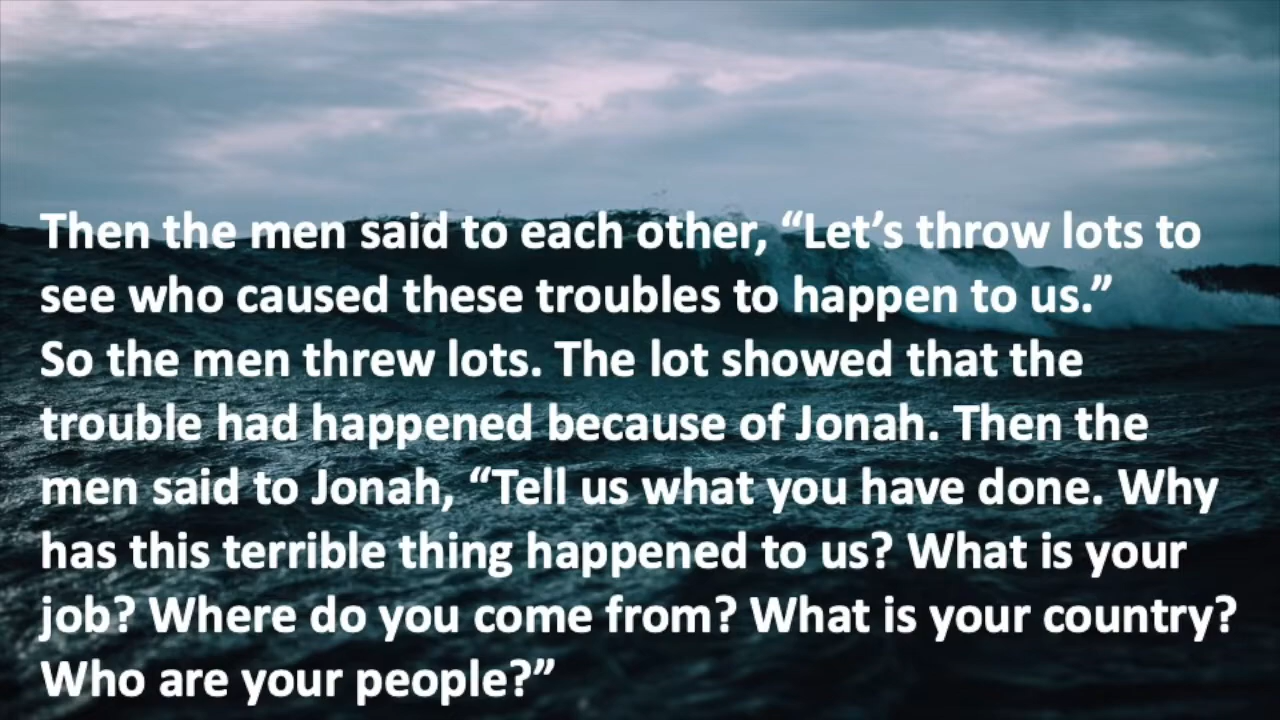 Then the men said to each other, “Let’s throw lots to
see who caused these troubles to happen to us.”
So the men threw lots. The lot showed that the
trouble had happened because of Jonah. Then the
men said to Jonah, “Tell us what you have done. Why
has this terrible thing happened to us? What is your
job? Where do you come from? What is your country?
Who are your people?”